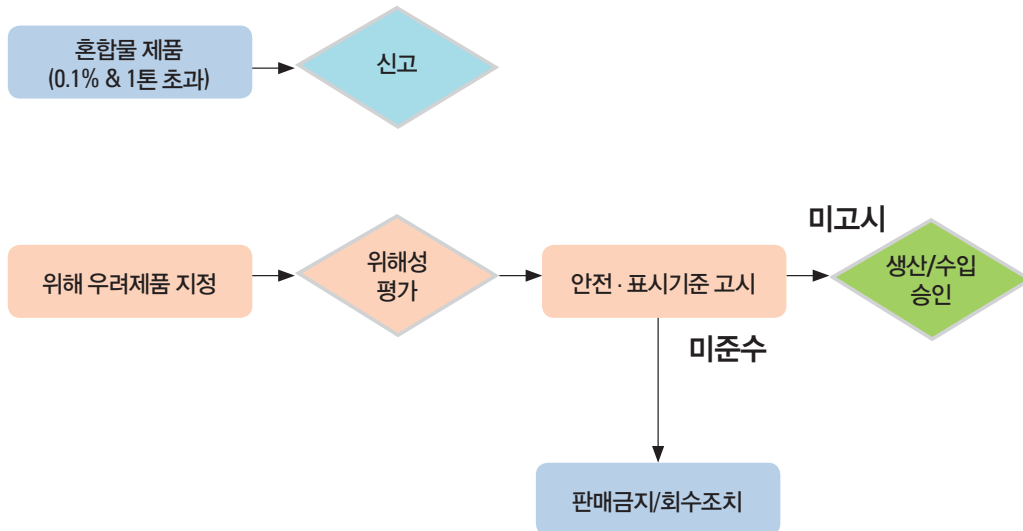 혼합물 제품
(0.1% & 1톤 초과)
신고
미고시
위해 우려제품 지정
위해성
평가
안전 · 표시기준 고시
생산/수입
승인
미준수
판매금지/회수조치